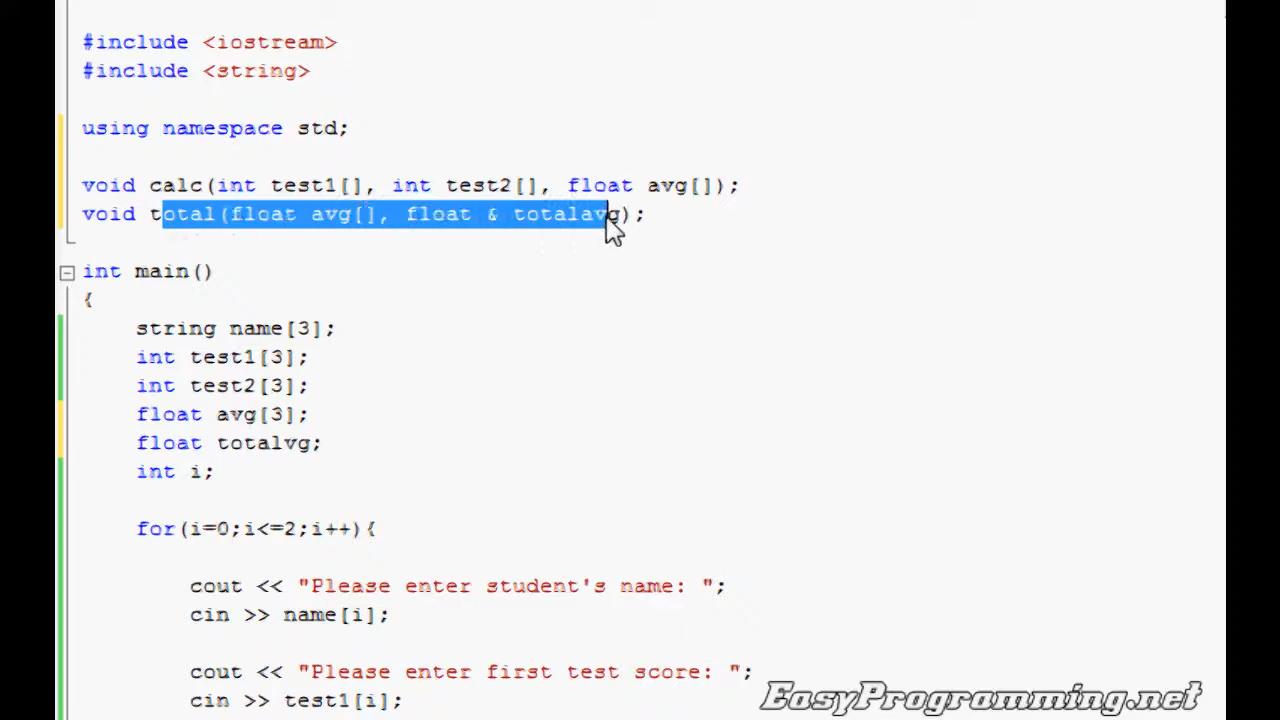 #include <iostream>
#include <string>
using namespace std;
void calc(int test1[], int test2[], float avg[]);
void total(float avg[], float & totalavg);
int main()
{
string name[3];
int test1[3];
int test2[3];
float avg[3];
float totalvg;
int i;
for(i=0;i<=2;i++){
cout << "Please enter student's name: ";
cin >> name[i];
cout << "Please enter first test score: ";
cin >> test1[i];
EasyProgramming.net